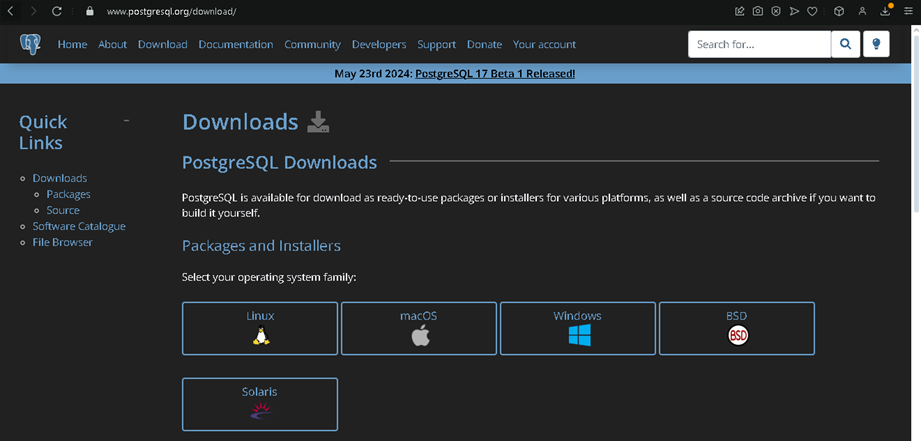 www.postgresql.org/download/
Home About Download Documentation Community Developers Support Donate Your account
Search for...
May 23rd 2024: PostgreSQL 17 Beta 1 Released!
Quick
Links
Downloads
Packages
Source
Software Catalogue
File Browser
Downloads
PostgreSQL Downloads
PostgreSQL is available for download as ready-to-use packages or installers for various platforms, as well as a source code archive if you want to
build it yourself.
Packages and Installers
Select your operating system family:
Linux
macOS
Windows
BSD
BSD
Solaris